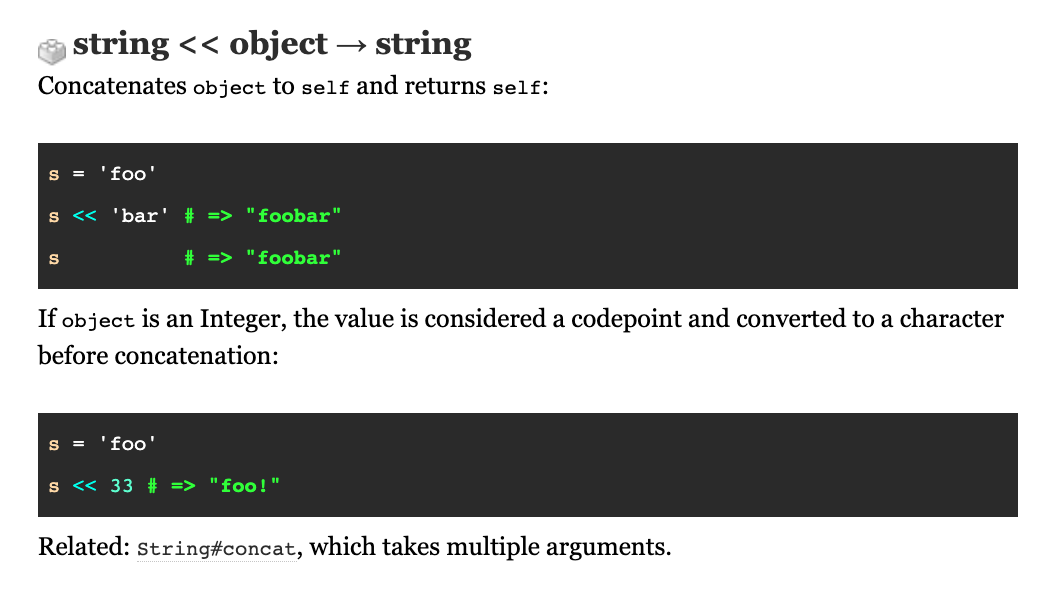 string << object → string
Concatenates object to self and returns self:
s = 'foo'
s << 'bar' # => "foobar"
s          # => "foobar"
If object is an Integer, the value is considered a codepoint and converted to a character
before concatenation:
s = 'foo'
s << 33 # => "foo!"
Related: String#concat, which takes multiple arguments.